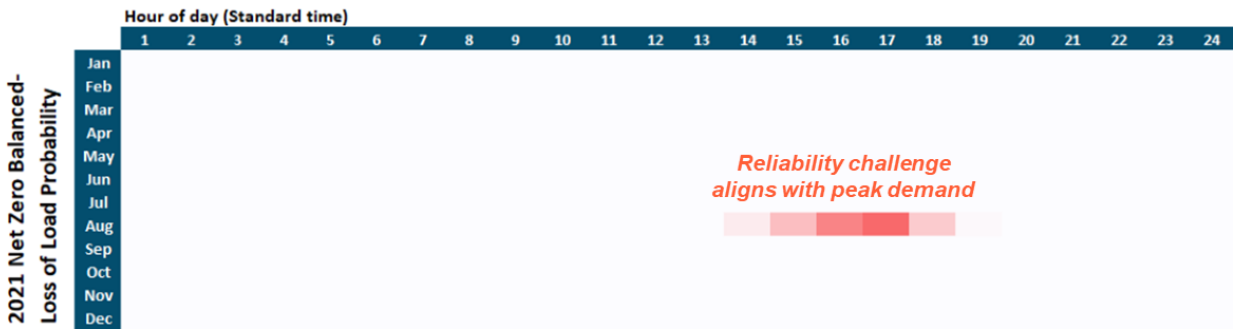 Hour of day (Standard time)
1 2 3 4 5 6 7 8 9 10 11 12 13 14 15 16 17 18 19 20 21 22 23 24
2021 Net Zero Balanced-
Loss of Load Probability
Jan
Feb
Mar
Apr
May
Jun
Jul
Aug
Sep
Oct
Nov
Dec
Reliability challenge
aligns with peak demand